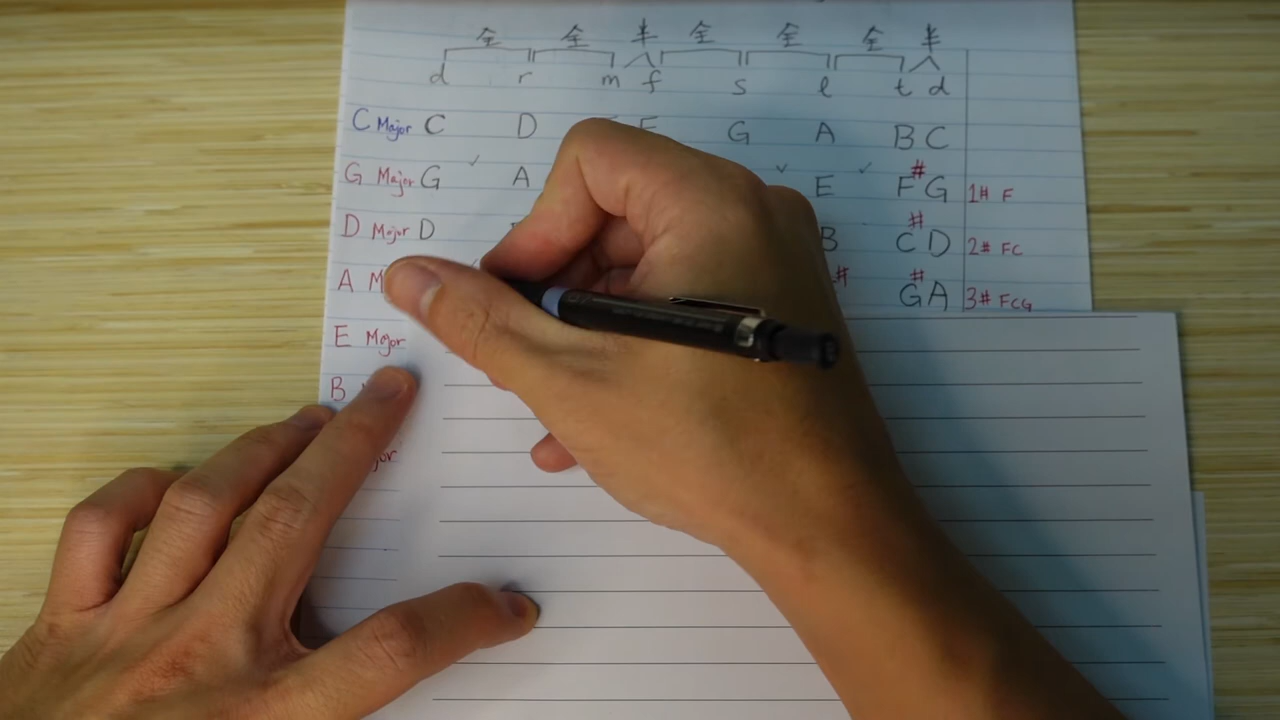 全 全 半 全 全 全 半
d r m f s l t d
C Major C D G A B C
G Major G A E F# G 1# F
D Major D B C# D 2# FC
A # G# A 3# FCG
E Major
B